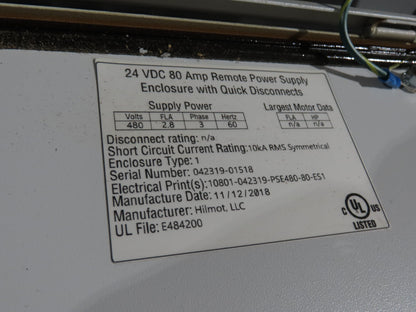 24 VDC 80 Amp Remote Power Supply
Enclosure with Quick Disconnects
Supply Power
Largest Motor Data
Volts FLA Phase Hertz
FLA HP
480 2.8 3 60
n/a n/a
Disconnect rating: n/a
Short Circuit Current Rating:10kA RMS Symmetrical
Enclosure Type: 1
Serial Number: 042319-01518
Electrical Print(s):10801-042319-PSE480-80-ES1
Manufacture Date: 11/12/2018
Manufacturer: Hilmot, LLC
UL File: E484200
C UL US
LISTED